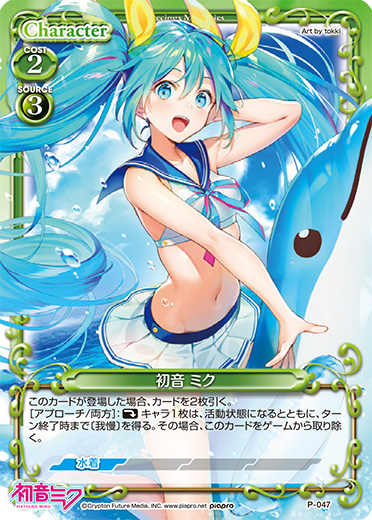 Character
Precious Memories
Art by tokki
COST
2
SOURCE
3
初音 ミク
このカードが登場した場合、カードを2枚引く。
[アプローチ/両方]: キャラ1枚は、活動状態になるとともに、ター
ン終了時まで〔我慢〕を得る。その場合、このカードをゲームから取り除
く。
水着
初音ミク
HATSUNE MIKU
©Crypton Future Media, INC. www.piapro.net piapro
P-047